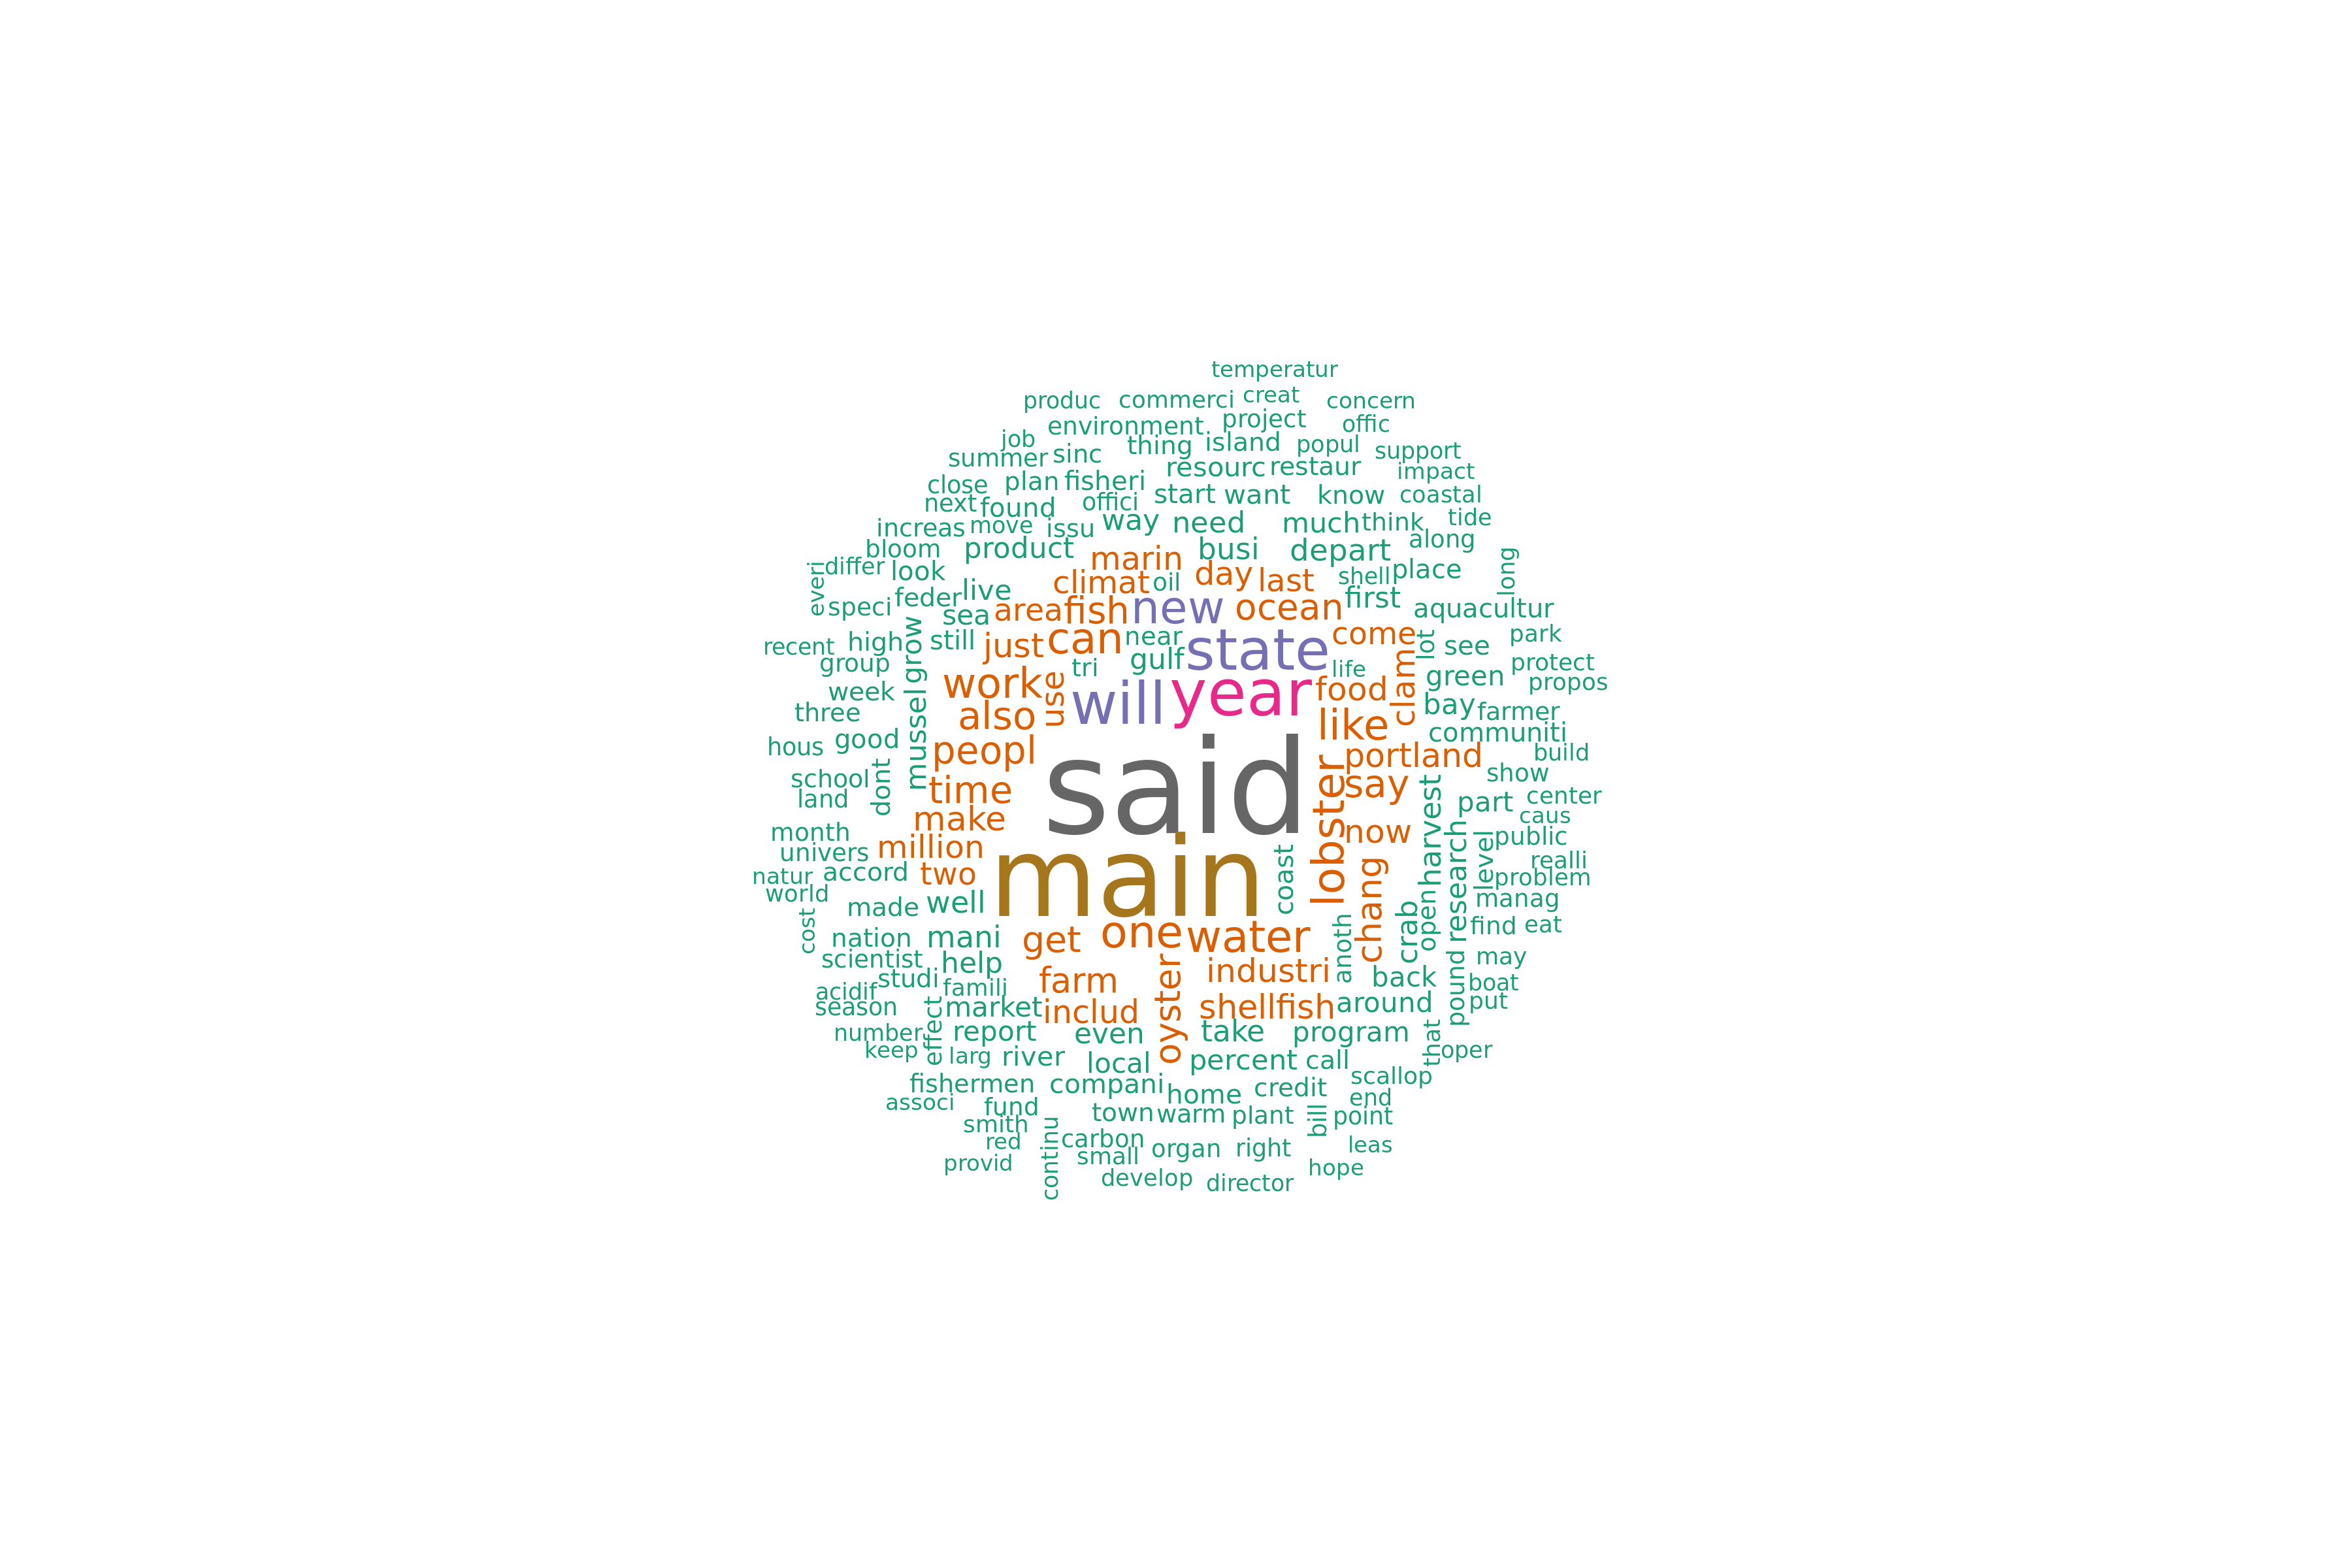 temperatur
produc commerci creat concern
environment project offic
job thing island popul support
summer sinc resourc restaur impact
close plan fisheri start want know coastal
next found offici way need much think tide
increas move issu busi depart along
bloom product marin day last shell place long
everi differ look climat oil first
speci feder live area fish new ocean aquacultur
sea can near state come lot see park
recent high still just gulf life protect
group grow tri food clam green propos
week work use will year bay farmer
three also like communiti
hous good mussel peopl said portland build
school dont time lobster say show
land make harvest part center
month million now caus
univers main coast chang research level public
natur accord two realli
world problem
cost made well crab open manag
nation mani get one water anoth find eat
scientist help industri back may
acidif studi famili farm oyster pound boat
season effect market includ shellfish around put
number report even take program that
keep larg river local percent call oper
fishermen compani home credit scallop
associ fund town warm plant bill end point
smith
red continu carbon organ right leas
provid small hope
develop director